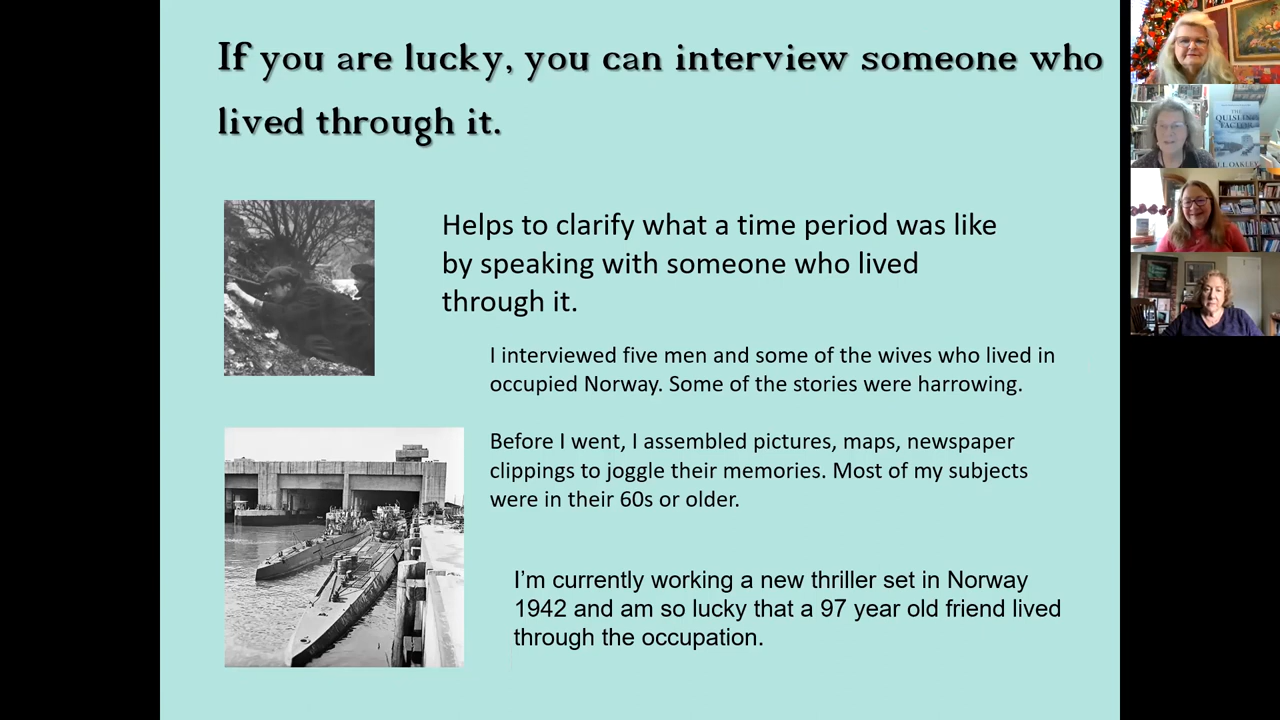 If you are lucky, you can interview someone who
lived through it.
Helps to clarify what a time period was like
by speaking with someone who lived
through it.
I interviewed five men and some of the wives who lived in
occupied Norway. Some of the stories were harrowing.
Before I went, I assembled pictures, maps, newspaper
clippings to joggle their memories. Most of my subjects
were in their 60s or older.
I'm currently working a new thriller set in Norway
1942 and am so lucky that a 97 year old friend lived
through the occupation.
THE
QUISLING
FACTOR
J.L. OAKLEY